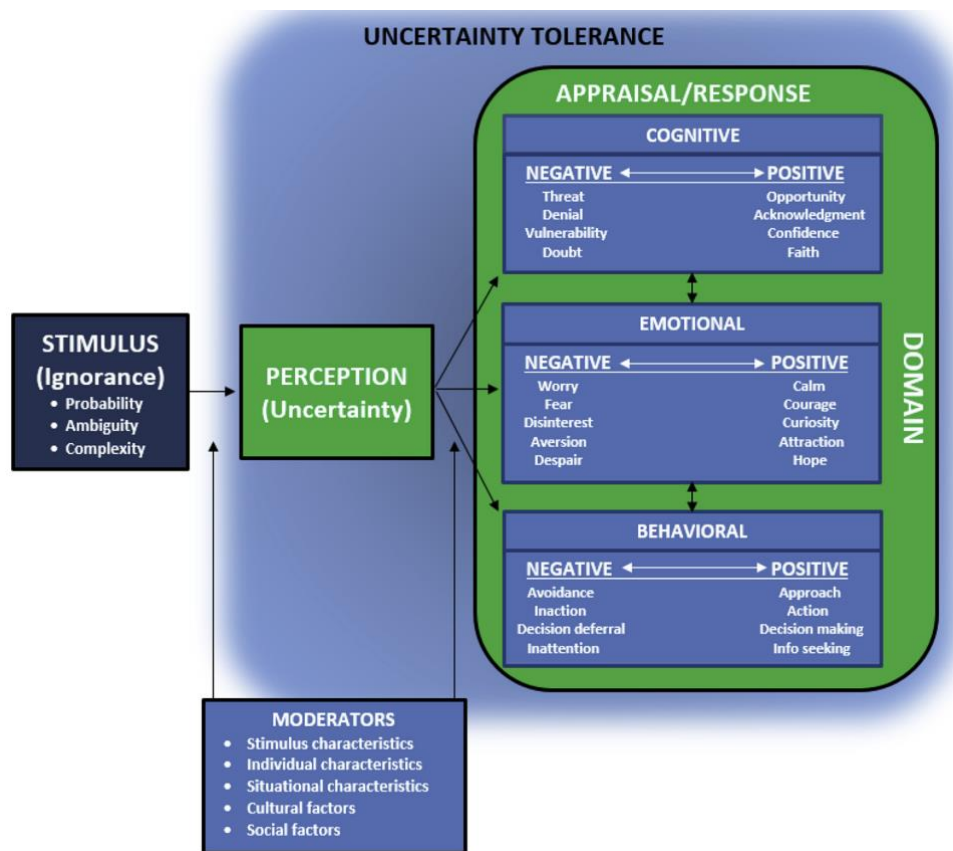 UNCERTAINTY TOLERANCE
APPRAISAL/RESPONSE
COGNITIVE
NEGATIVE POSITIVE
Threat Opportunity
Denial Acknowledgment
Vulnerability Confidence
Doubt Faith
STIMULUS
(Ignorance)
• Probability
• Ambiguity
• Complexity
PERCEPTION
(Uncertainty)
EMOTIONAL
NEGATIVE POSITIVE
Worry Calm
Fear Courage
Disinterest Curiosity
Aversion Attraction
Despair Hope
DOMAIN
BEHAVIORAL
NEGATIVE POSITIVE
Avoidance Approach
Inaction Action
Decision deferral Decision making
Inattention Info seeking
MODERATORS
• Stimulus characteristics
• Individual characteristics
• Situational characteristics
• Cultural factors
• Social factors